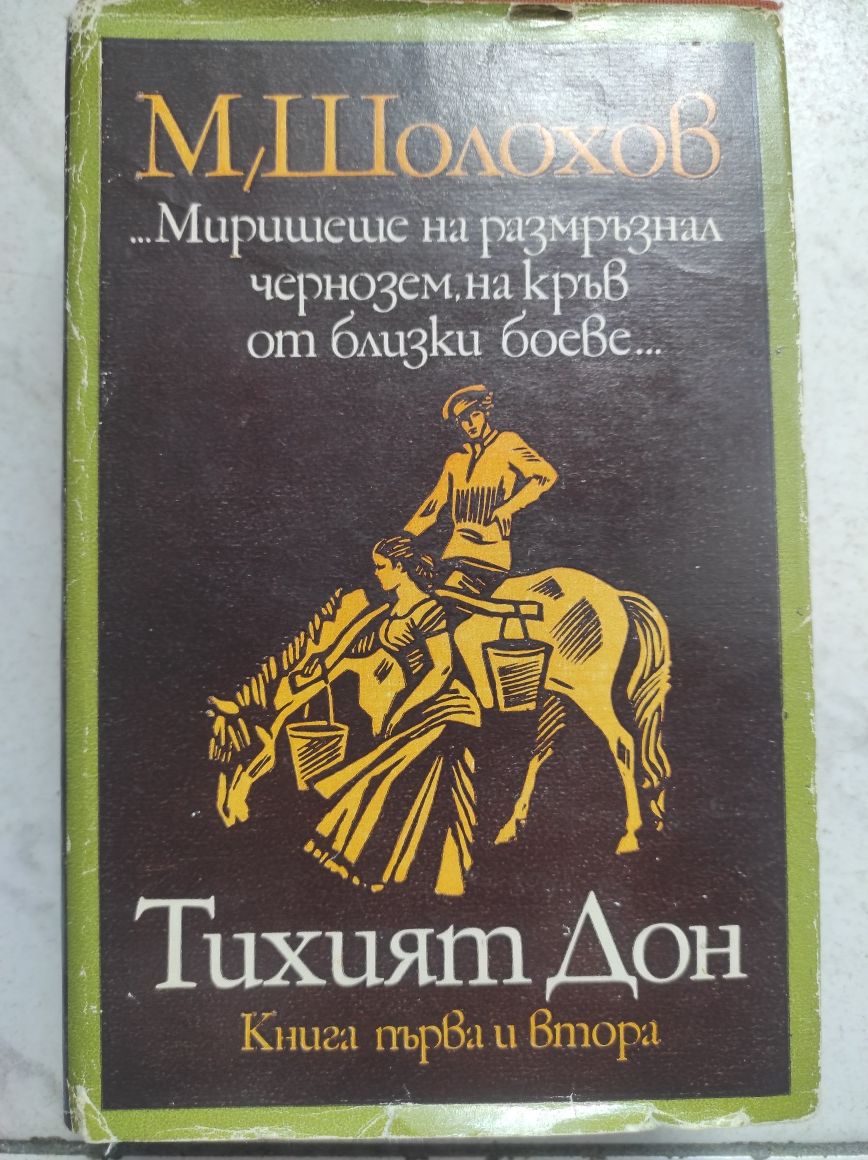 М. Шолохов
...Миришеше на размръзнал
чернозем, на кръв
от близки боеве...
Тихият Дон
Книга първа и втора